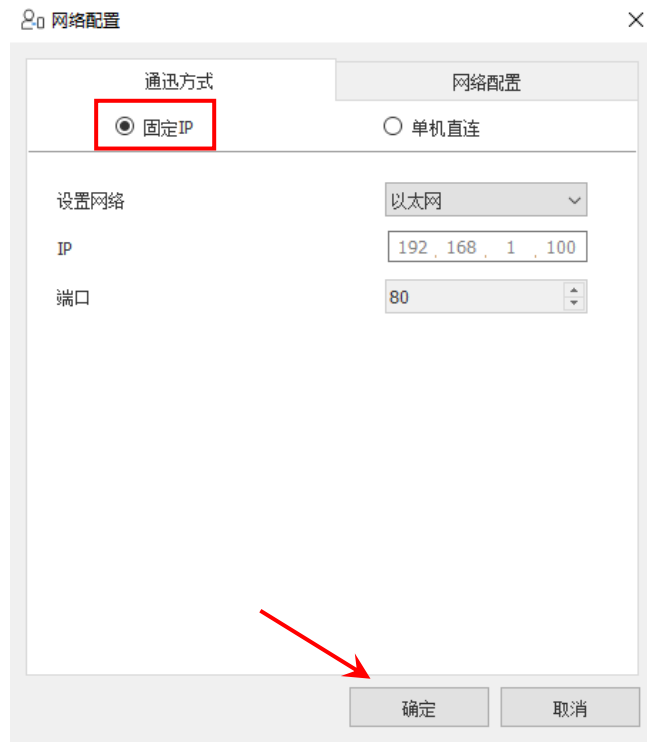 网络配置
通迅方式 网络配置
固定IP 单机直连
设置网络 以太网
IP 192 . 168 . 1 . 100
端口 80
确定 取消